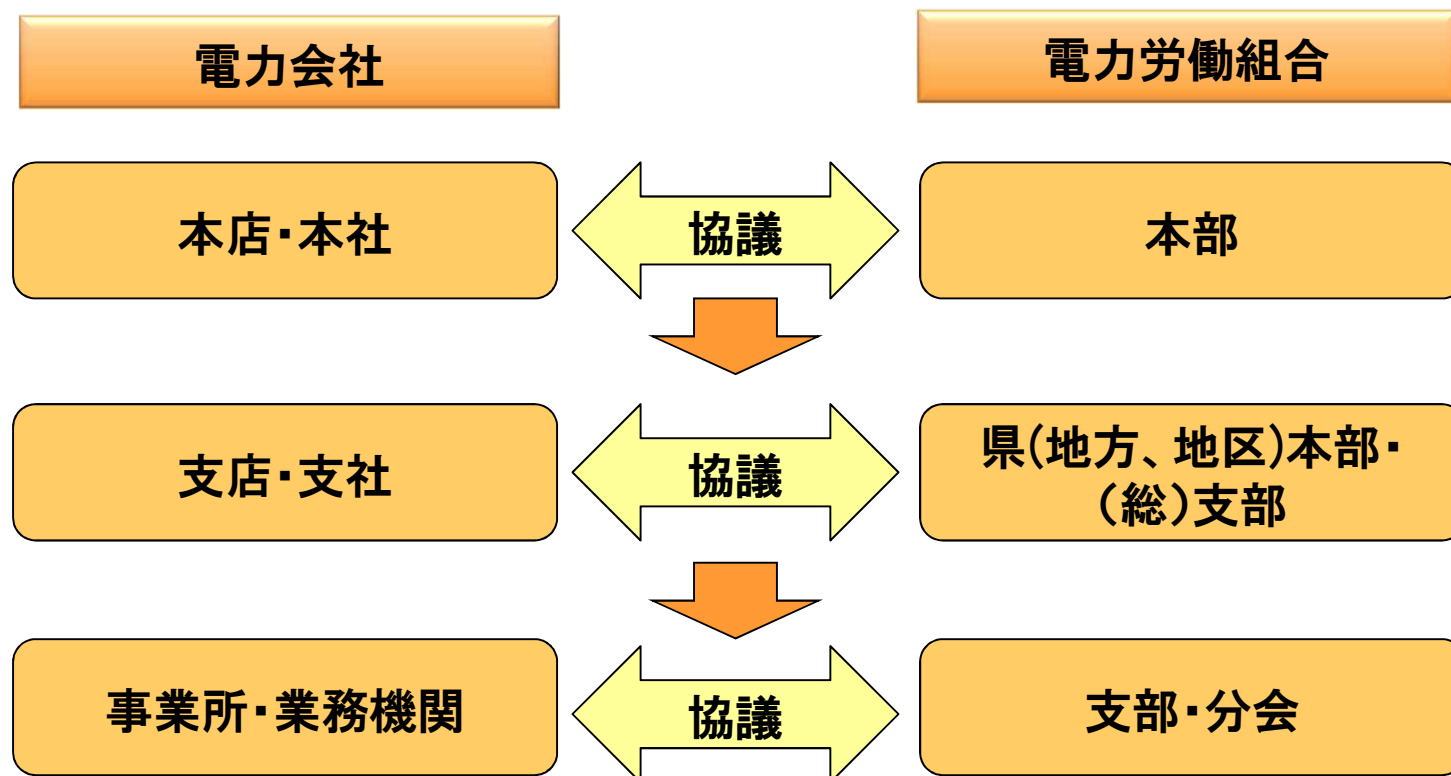 電力会社
電力労働組合
本店・本社
協議
本部
支店・支社
協議
県(地方、地区)本部・
（総）支部
事業所・業務機関
協議
支部・分会